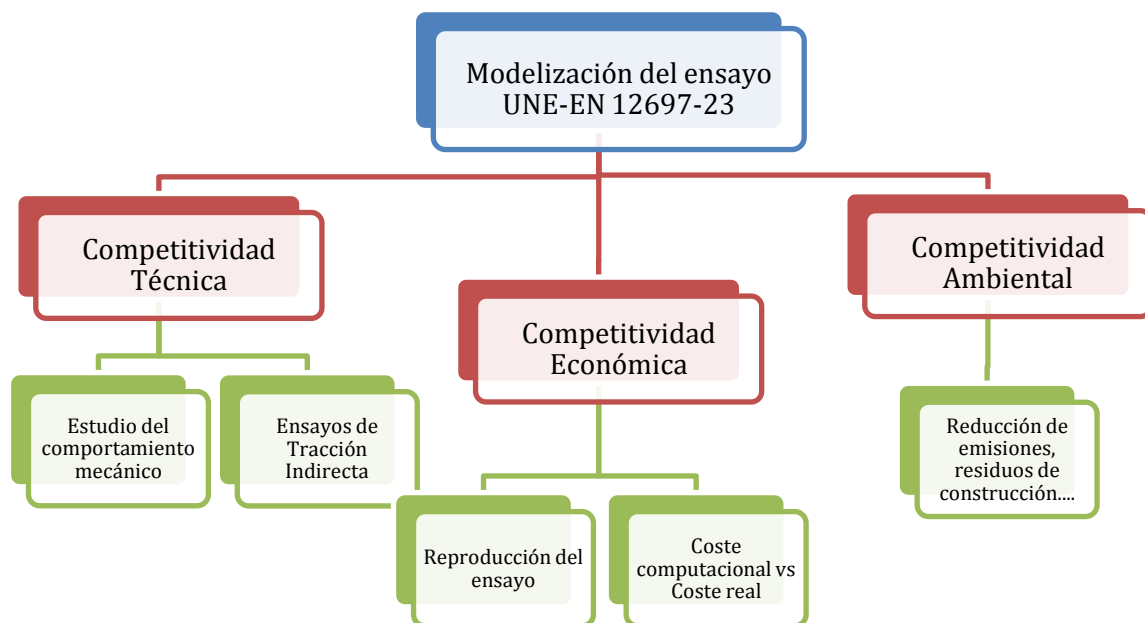 Modelización del ensayo
UNE-EN 12697-23
Competitividad
Técnica
Competitividad
Económica
Competitividad
Ambiental
Estudio del
comportamiento
mecánico
Ensayos de
Tracción
Indirecta
Reproducción del
ensayo
Coste
computacional vs
Coste real
Reducción de
emisiones,
residuos de
construcción....